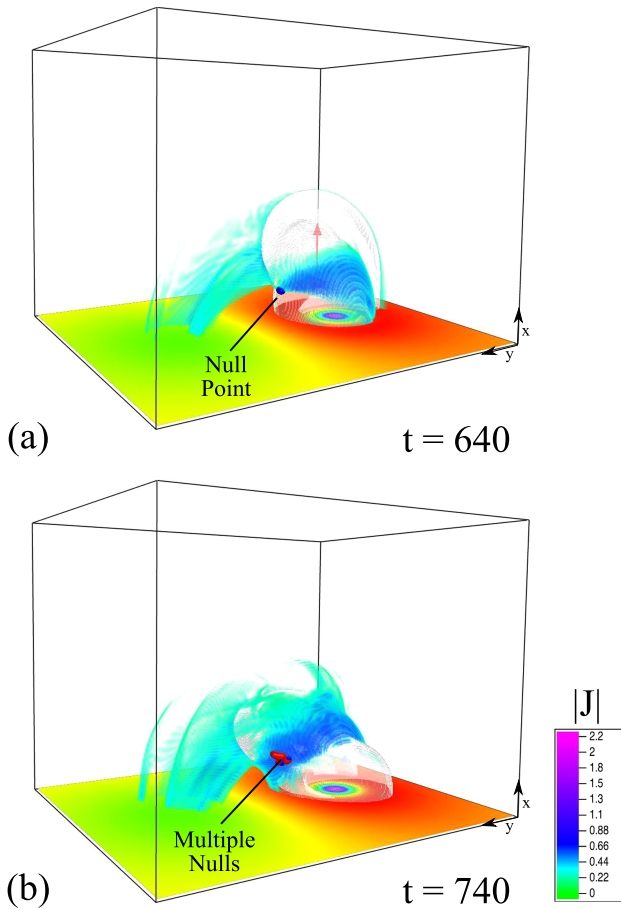 x
y
Null
Point
(a)
t = 640
|J|
2.2
2
1.8
1.5
1.3
1.1
0.88
0.66
0.44
0.22
0
x
y
Multiple
Nulls
(b)
t = 740